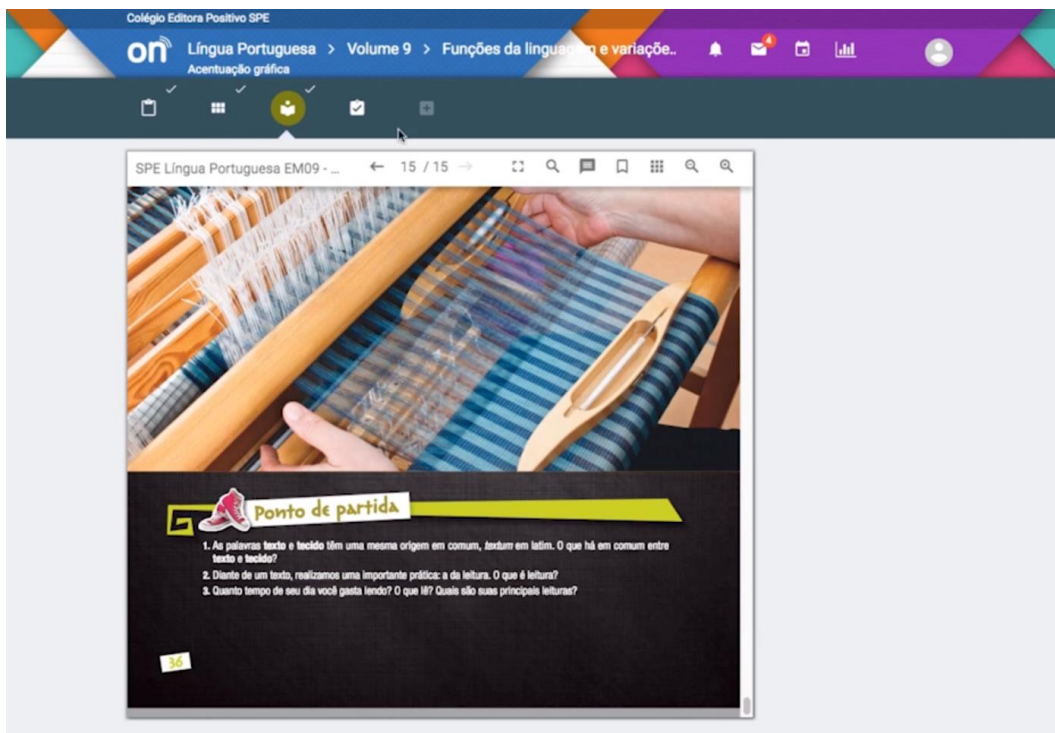 Colégio Editora Positivo SPE
on
Língua Portuguesa > Volume 9 > Funções da linguagem e variaçõe..
4
Acentuação gráfica
SPE Língua Portuguesa EM09 - ... ← 15 / 15 →
Ponto de partida
1. As palavras texto e tecido têm uma mesma origem em comum, textum em latim. O que há em comum entre
texto e tecido?
2. Diante de um texto, realizamos uma importante prática: a da leitura. O que é leitura?
3. Quanto tempo de seu dia você gasta lendo? O que lê? Quais são suas principais leituras?
36